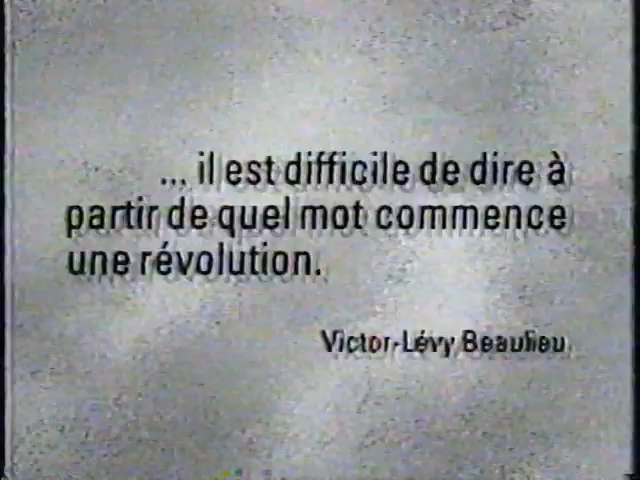 ... il est difficile de dire à
partir de quel mot commence
une révolution.
Victor-Lévy Beaulieu.